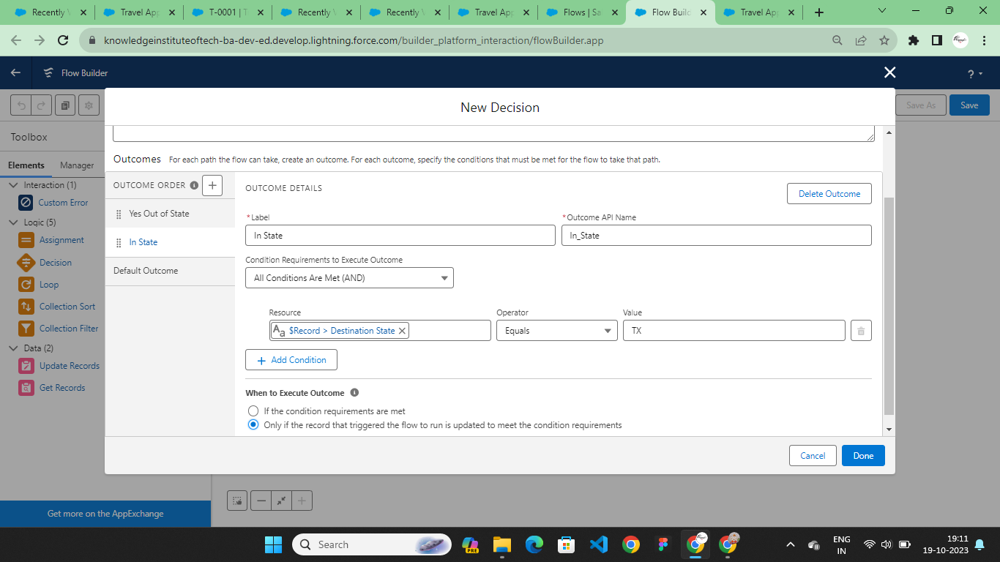 Recently V
Travel App
T-0001 | T
Recently V
Recently V
Travel App
Flows | Sa
Flow Build
Travel App
knowledgeinstituteoftech-ba-dev-ed.develop.lightning.force.com/builder_platform_interaction/flowBuilder.app
Flow Builder
?
New Decision
Save As
Save
Toolbox
Elements
Manager
Interaction (1)
Custom Error
Logic (5)
Assignment
Decision
Loop
Collection Sort
Collection Filter
Data (2)
Update Records
Get Records
Get more on the AppExchange
Outcomes For each path the flow can take, create an outcome. For each outcome, specify the conditions that must be met for the flow to take that path.
OUTCOME ORDER
Yes Out of State
In State
Default Outcome
OUTCOME DETAILS
Delete Outcome
*Label
In State
*Outcome API Name
In_State
Condition Requirements to Execute Outcome
All Conditions Are Met (AND)
Resource
Aa $Record > Destination State
Operator
Equals
Value
TX
+ Add Condition
When to Execute Outcome
If the condition requirements are met
Only if the record that triggered the flow to run is updated to meet the condition requirements
Cancel
Done
Search
PRE
ENG
IN
19:11
19-10-2023